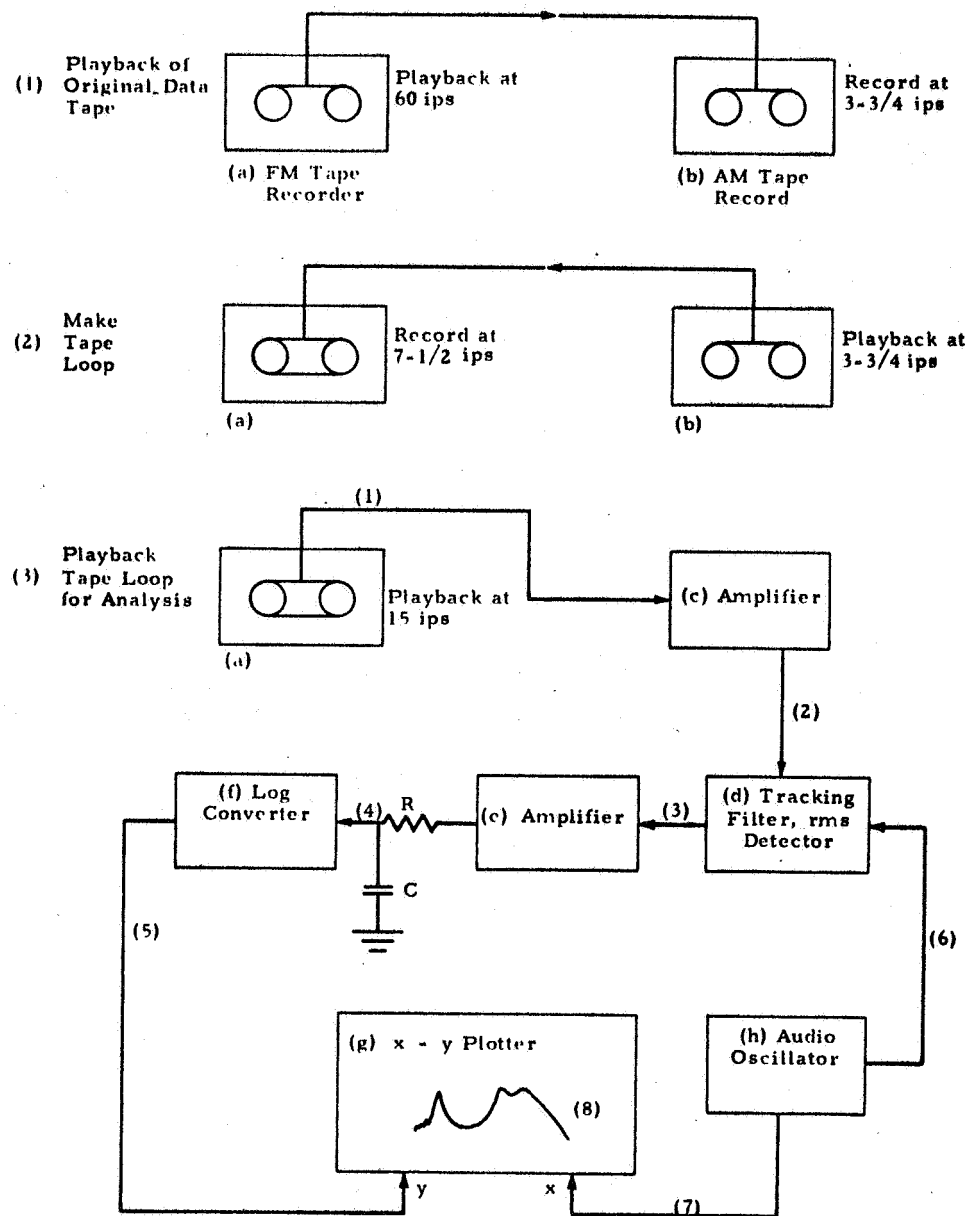 (1) Playback of
Original Data
Tape
Playback at
60 ips
Record at
3-3/4 ips
(a) FM Tape
Recorder
(b) AM Tape
Record
(2) Make
Tape
Loop
Record at
7-1/2 ips
Playback at
3-3/4 ips
(a)
(b)
(1)
(3) Playback
Tape Loop
for Analysis
Playback at
15 ips
(a)
(c) Amplifier
(2)
(f) Log
Converter
(4)
R
(e) Amplifier
(3)
(d) Tracking
Filter, rms
Detector
C
(5)
(6)
(g) x - y Plotter
(8)
(h) Audio
Oscillator
y
x
(7)